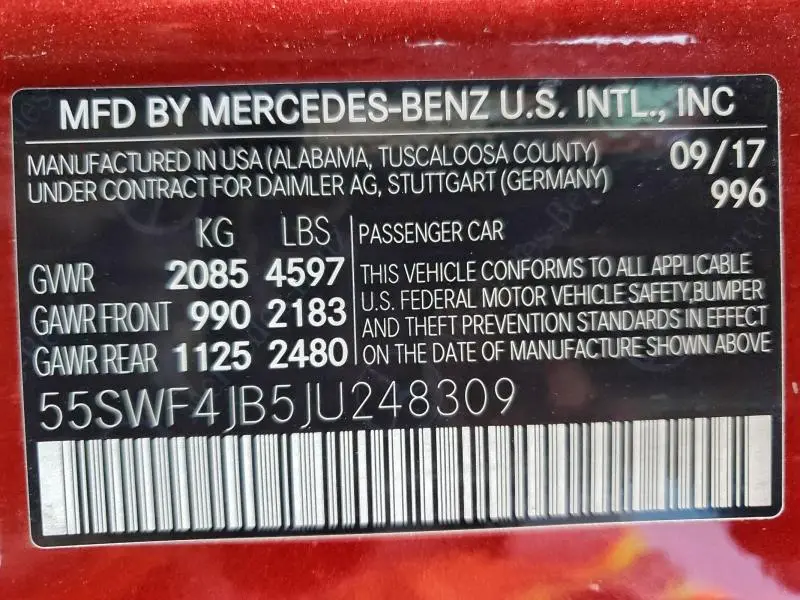 MFD BY MERCEDES-BENZ U.S. INTL., INC
MANUFACTURED IN USA (ALABAMA, TUSCALOOSA COUNTY) 09/17
UNDER CONTRACT FOR DAIMLER AG, STUTTGART (GERMANY) 996
KG LBS
GVWR 2085 4597
GAWR FRONT 990 2183
GAWR REAR 1125 2480
PASSENGER CAR
THIS VEHICLE CONFORMS TO ALL APPLICABLE
U.S. FEDERAL MOTOR VEHICLE SAFETY,BUMPER
AND THEFT PREVENTION STANDARDS IN EFFECT
ON THE DATE OF MANUFACTURE SHOWN ABOVE
55SWF4JB5JU248309